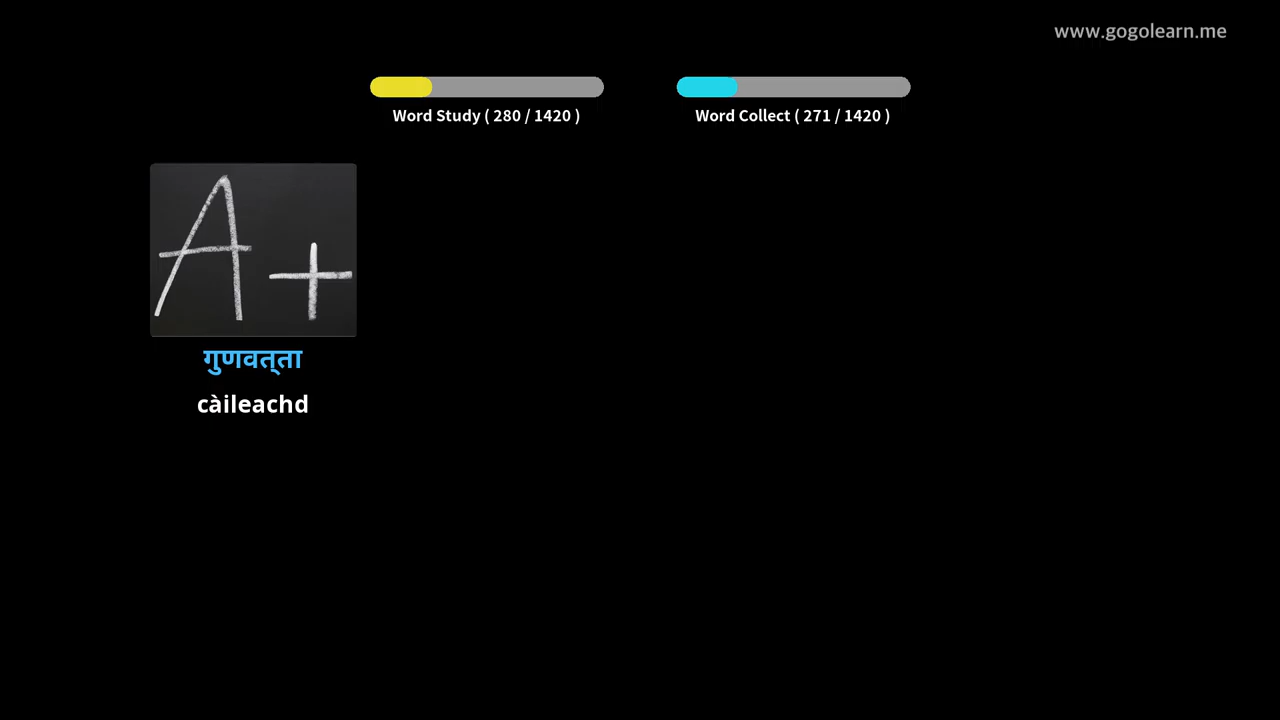 www.gogolearn.me
Word Study ( 280 / 1420 )
Word Collect ( 271 / 1420 )
A+
गुणवत्‌ता
càileachd